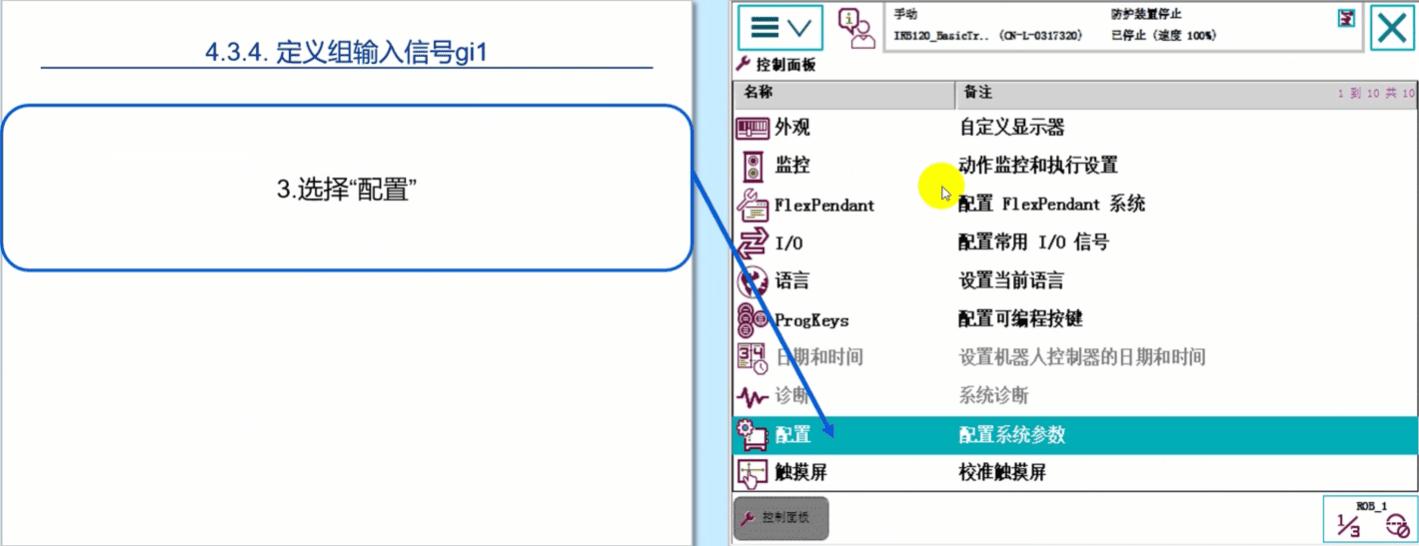 4.3.4. 定义组输入信号gi1
3.选择“配置”
手动
防护装置停止
IRB120_BasicTr.. (CN-L-0317320)
已停止 (速度 100%)
控制面板
名称
备注
1 到 10 共 10
外观
自定义显示器
监控
动作监控和执行设置
FlexPendant
配置 FlexPendant 系统
I/O
配置常用 I/O 信号
语言
设置当前语言
ProgKeys
配置可编程按键
日期和时间
设置机器人控制器的日期和时间
诊断
系统诊断
配置
配置系统参数
触摸屏
校准触摸屏
控制面板
ROB_1
1/3